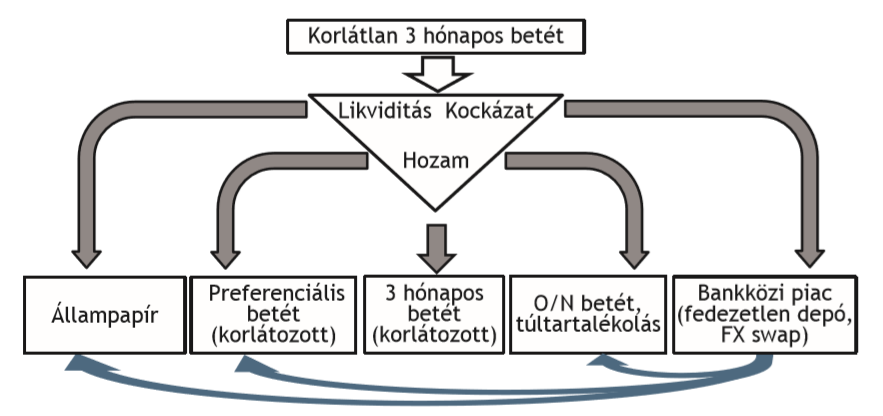 Korlátlan 3 hónapos betét
Likviditás Kockázat
Hozam
Állampapír
Preferenciális
betét
(korlátozott)
3 hónapos
betét
(korlátozott)
O/N betét,
túltartalékolás
Bankközi piac
(fedezetlen depó,
FX swap)